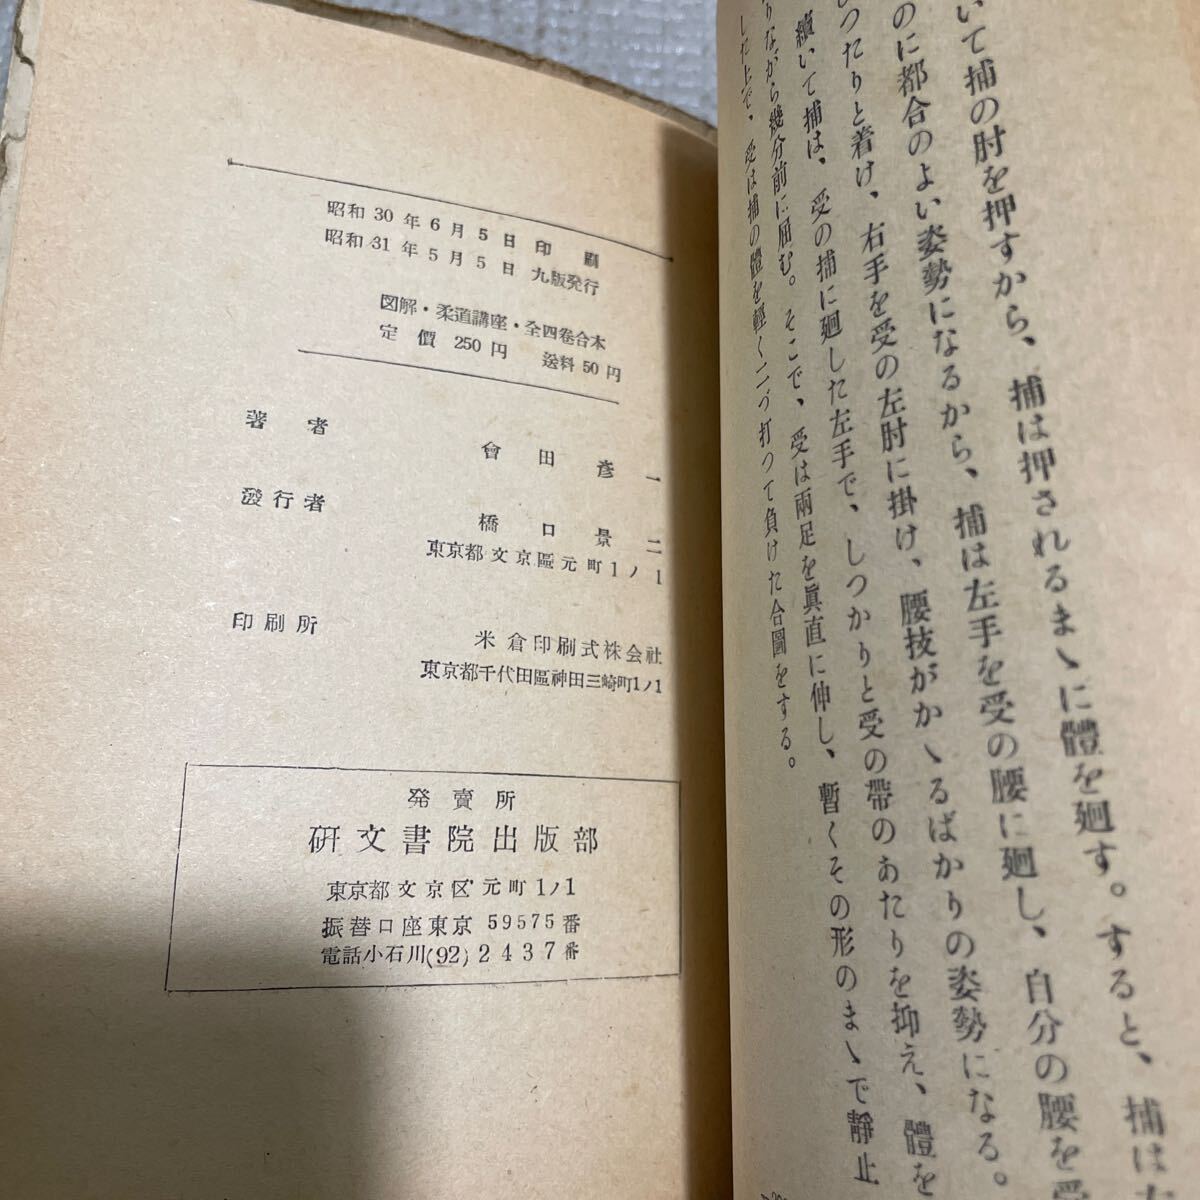 昭和30年6月5日印刷
昭和31年5月5日九版発行
図解・柔道講座・全四卷合本
定價 250円 送料50円
著者 會田彦一
發行者 橋口景二
東京都文京區元町1ノ1
印刷所 米倉印刷式株会社
東京都千代田區神田三崎町1ノ1
発賣所
研文書院出版部
東京都文京区元町1ノ1
振替口座東京 59575番
電話小石川(92)2437番
いて捕の肘を押すから、捕は押されるまゝに體を廻す。すると、捕は
のに都合のよい姿勢になるから、捕は左手を受の腰に廻し、自分の腰を受
つたりと着け、右手を受の左肘に掛け、腰技がかゝるばかりの姿勢になる。
續いて捕は、受の捕に廻した左手で、しつかりと受の帶のあたりを抑え、體を
りながら幾分前に屈む。そこで、受は兩足を眞直に伸し、暫くその形のまゝで靜止
した上で、受は捕の體を輕く二つ打つて負けた合圖をする。